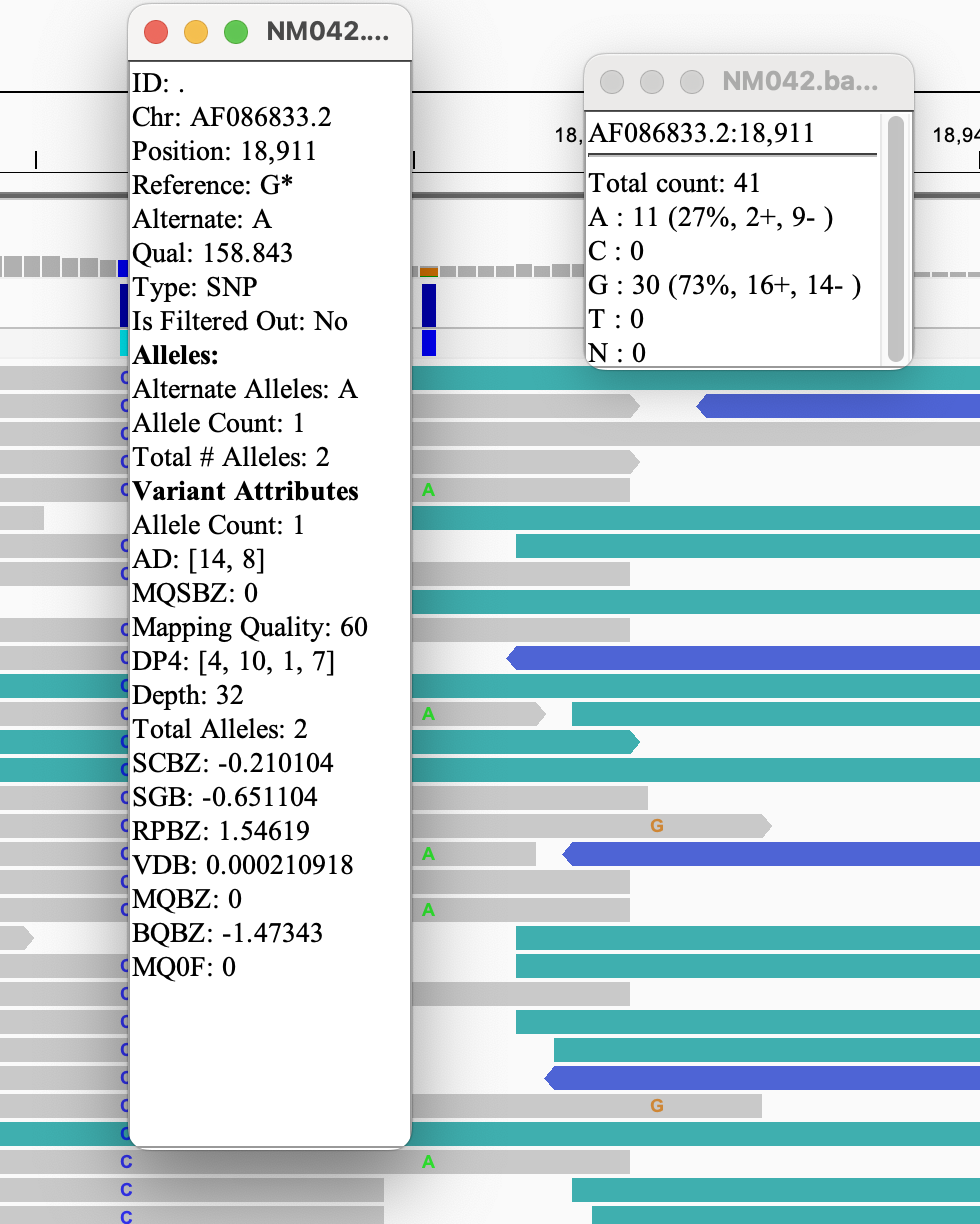 NM042....
NM042.ba...
18,
18,94
ID: .
Chr: AF086833.2
Position: 18,911
Reference: G*
Alternate: A
Qual: 158.843
Type: SNP
Is Filtered Out: No
Alleles:
Alternate Alleles: A
Allele Count: 1
Total # Alleles: 2
Variant Attributes
Allele Count: 1
AD: [14, 8]
MQSBZ: 0
Mapping Quality: 60
DP4: [4, 10, 1, 7]
Depth: 32
Total Alleles: 2
SCBZ: -0.210104
SGB: -0.651104
RPBZ: 1.54619
VDB: 0.000210918
MQBZ: 0
BQBZ: -1.47343
MQ0F: 0
AF086833.2:18,911
Total count: 41
A : 11 (27%, 2+, 9- )
C : 0
G : 30 (73%, 16+, 14- )
T : 0
N : 0
A
A
G
A
A
G
C
C A
C
C